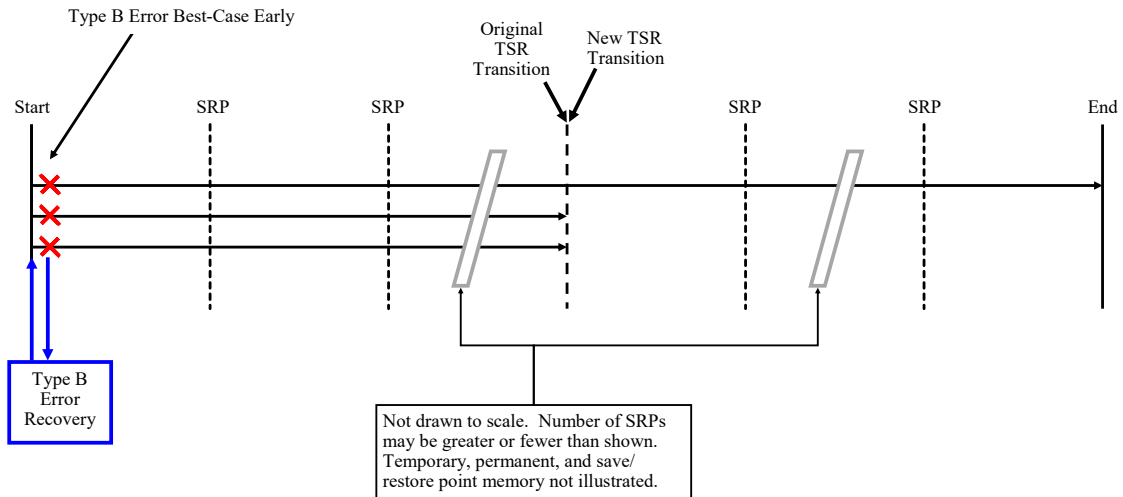 Type B Error Best-Case Early
Original
TSR
Transition
New TSR
Transition
Start
SRP
SRP
SRP
SRP
End
Type B
Error
Recovery
Not drawn to scale.  Number of SRPs
may be greater or fewer than shown.
Temporary, permanent, and save/
restore point memory not illustrated.